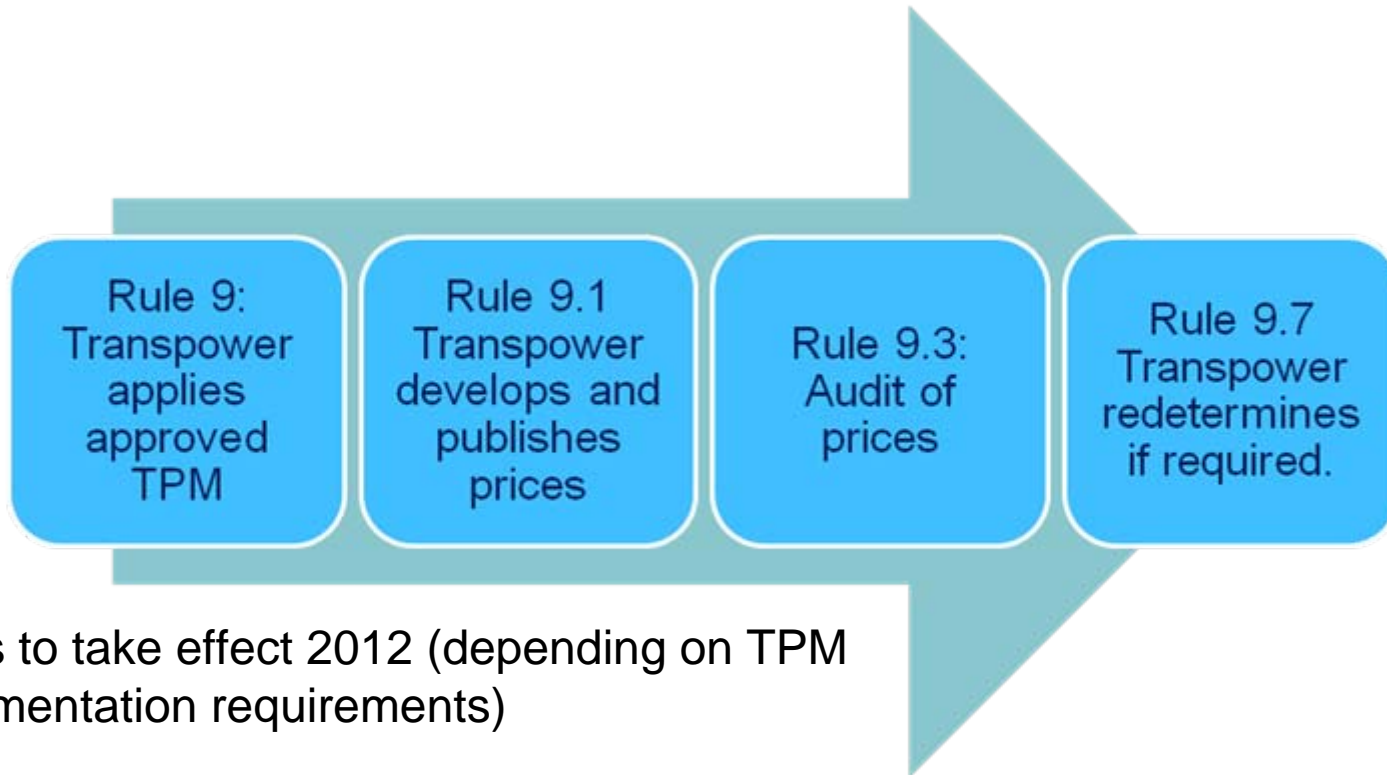 Rule 9:
Transpower
applies
approved
TPM
Rule 9.1
Transpower
develops and
publishes
prices
Rule 9.3:
Audit of
prices
Rule 9.7
Transpower
redetermines
if required.
to take effect 2012 (depending on TPM
requirements)